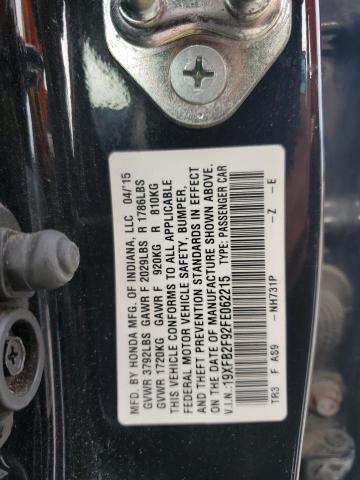 MFD. BY HONDA MFG. OF INDIANA, LLC 04/'15
GVWR 3792LBS GAWR F 2029LBS R 1786LBS
GVWR 1720KG GAWR F 920KG R 810KG
THIS VEHICLE CONFORMS TO ALL APPLICABLE
FEDERAL MOTOR VEHICLE SAFETY, BUMPER,
AND THEFT PREVENTION STANDARDS IN EFFECT
ON THE DATE OF MANUFACTURE SHOWN ABOVE.
V.I.N.:19XFB2F92FE062215 TYPE: PASSENGER CAR
TR3 F A69 -NH731P -Z -E